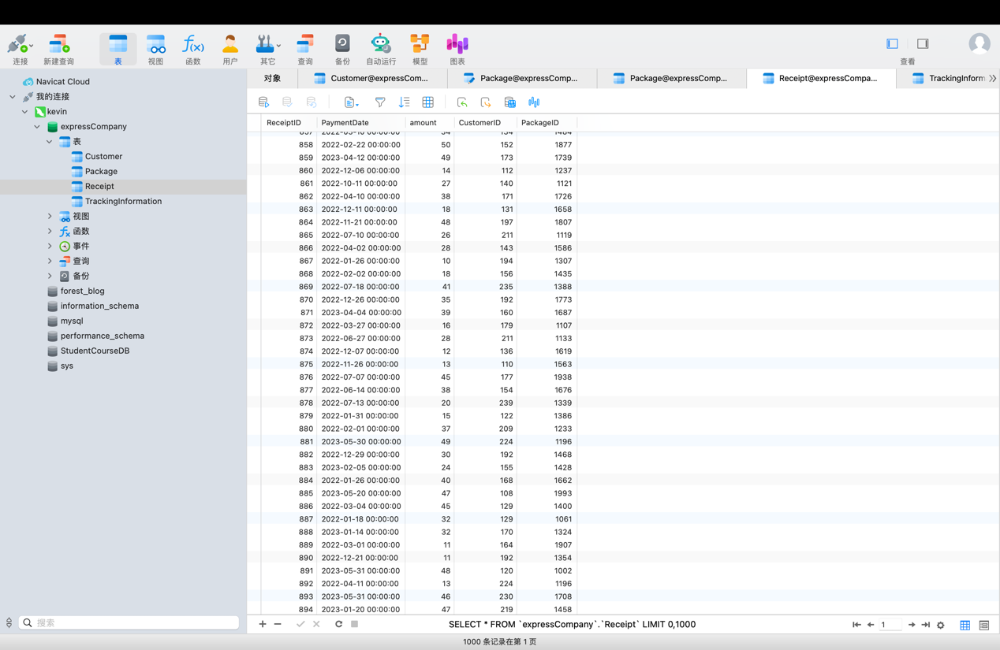 连接 新建查询 表 视图 函数 用户 其它 查询 备份 自动运行 模型 图表 查看
对象 Customer@expressCom... Package@expressComp... Package@expressComp... Receipt@expressCompa... TrackingInform
Navicat Cloud
我的连接
kevin
expressCompany
表
Customer
Package
Receipt
TrackingInformation
视图
函数
事件
查询
备份
forest_blog
information_schema
mysql
performance_schema
StudentCourseDB
sys
搜索
ReceiptID PaymentDate amount CustomerID PackageID
857 2022-03-10 00:00:00 34 134 1484
858 2022-02-22 00:00:00 50 152 1877
859 2023-04-12 00:00:00 49 173 1739
860 2022-12-06 00:00:00 14 112 1237
861 2022-10-11 00:00:00 27 140 1121
862 2022-04-10 00:00:00 38 171 1726
863 2022-12-11 00:00:00 18 131 1658
864 2022-11-21 00:00:00 48 197 1807
865 2022-07-10 00:00:00 26 211 1119
866 2022-04-02 00:00:00 28 143 1586
867 2022-01-26 00:00:00 10 194 1307
868 2022-02-02 00:00:00 18 156 1435
869 2022-07-18 00:00:00 41 235 1388
870 2022-12-26 00:00:00 35 192 1773
871 2023-04-04 00:00:00 39 160 1687
872 2022-03-27 00:00:00 16 179 1107
873 2022-06-27 00:00:00 28 211 1133
874 2022-12-07 00:00:00 12 136 1619
875 2022-11-26 00:00:00 13 110 1563
876 2022-07-07 00:00:00 45 177 1938
877 2022-06-14 00:00:00 38 154 1676
878 2022-07-13 00:00:00 20 239 1339
879 2022-01-31 00:00:00 15 122 1386
880 2022-02-01 00:00:00 37 209 1233
881 2023-05-30 00:00:00 49 224 1196
882 2022-12-29 00:00:00 30 192 1468
883 2023-02-05 00:00:00 24 155 1428
884 2022-01-26 00:00:00 40 168 1662
885 2023-05-20 00:00:00 47 108 1993
886 2022-03-04 00:00:00 45 129 1400
887 2022-01-18 00:00:00 32 129 1061
888 2023-01-14 00:00:00 32 170 1324
889 2022-03-01 00:00:00 11 164 1907
890 2022-12-21 00:00:00 11 192 1354
891 2023-05-31 00:00:00 48 120 1002
892 2022-04-11 00:00:00 13 224 1196
893 2023-05-31 00:00:00 46 230 1708
894 2023-01-20 00:00:00 47 219 1458
SELECT * FROM `expressCompany`.`Receipt` LIMIT 0,1000 1
1000 条记录在第 1 页